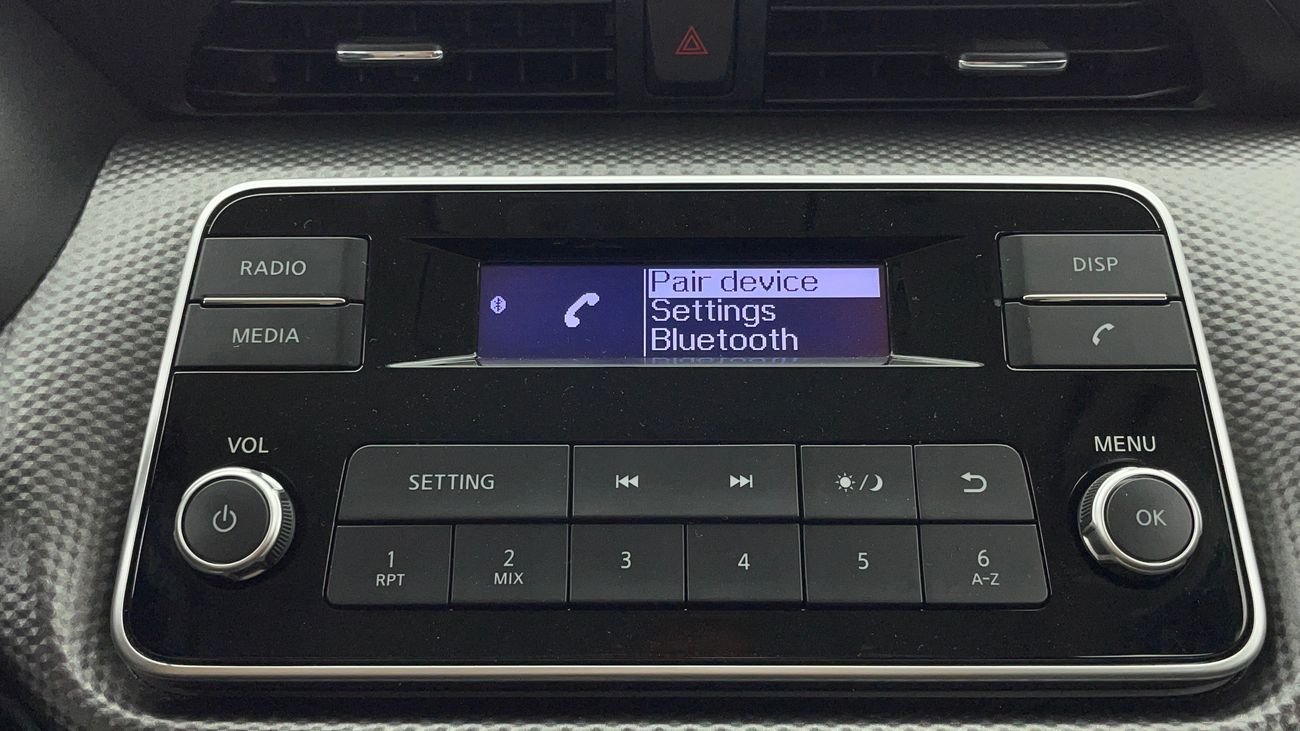 RADIO
MEDIA
Pair device
Settings
Bluetooth
DISP
VOL
MENU
SETTING
OK
1
RPT
2
MIX
3
4
5
6
A-Z